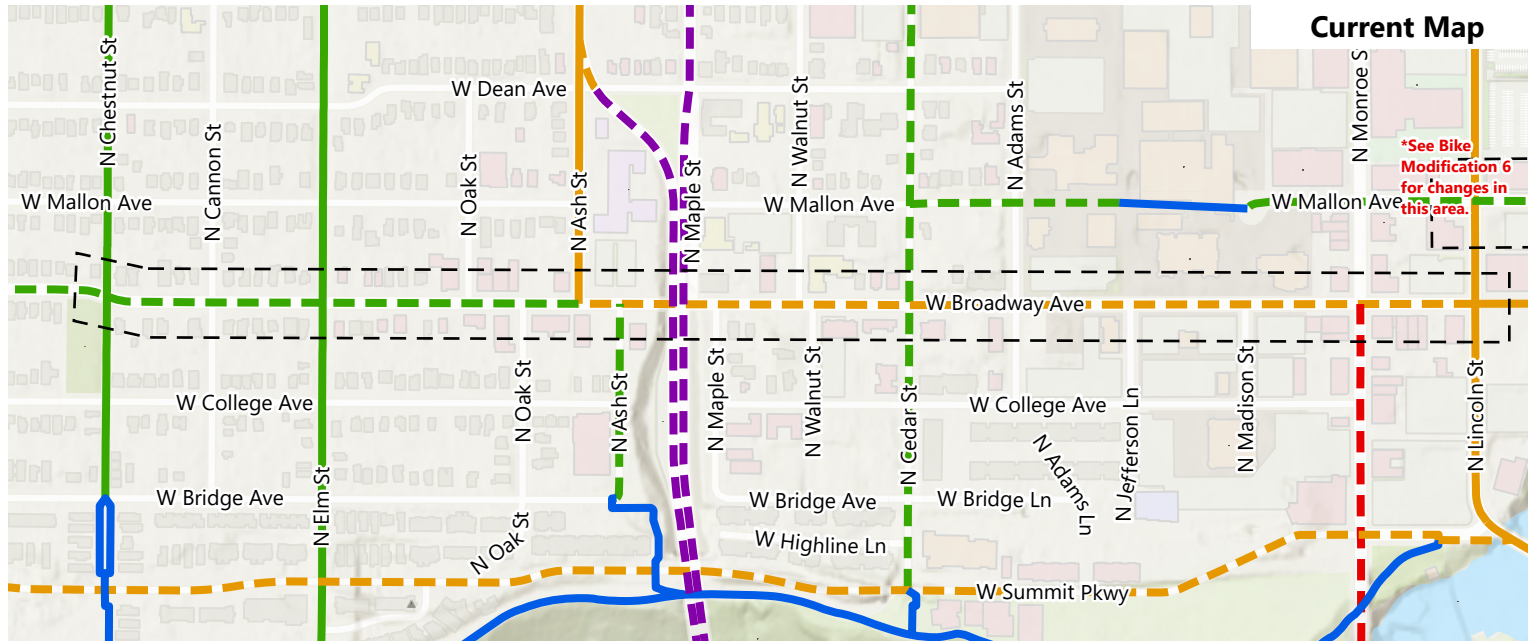 Current Map
N Chestnut St
N Cannon St
N Elm St
N Oak St
W Dean Ave
N Ash St
N Maple St
N Walnut St
N Adams St
N Monroe S
*See Bike
Modification 6
for changes in
this area.
W Mallon Ave
W Mallon Ave
W Mallon Ave
W Broadway Ave
W College Ave
N Oak St
N Ash St
N Maple St
N Walnut St
N Cedar St
W College Ave
N Adams Ln
N Jefferson Ln
N Madison St
N Lincoln St
W Bridge Ave
W Bridge Ave
W Bridge Ln
N Oak St
W Highline Ln
W Summit Pkwy